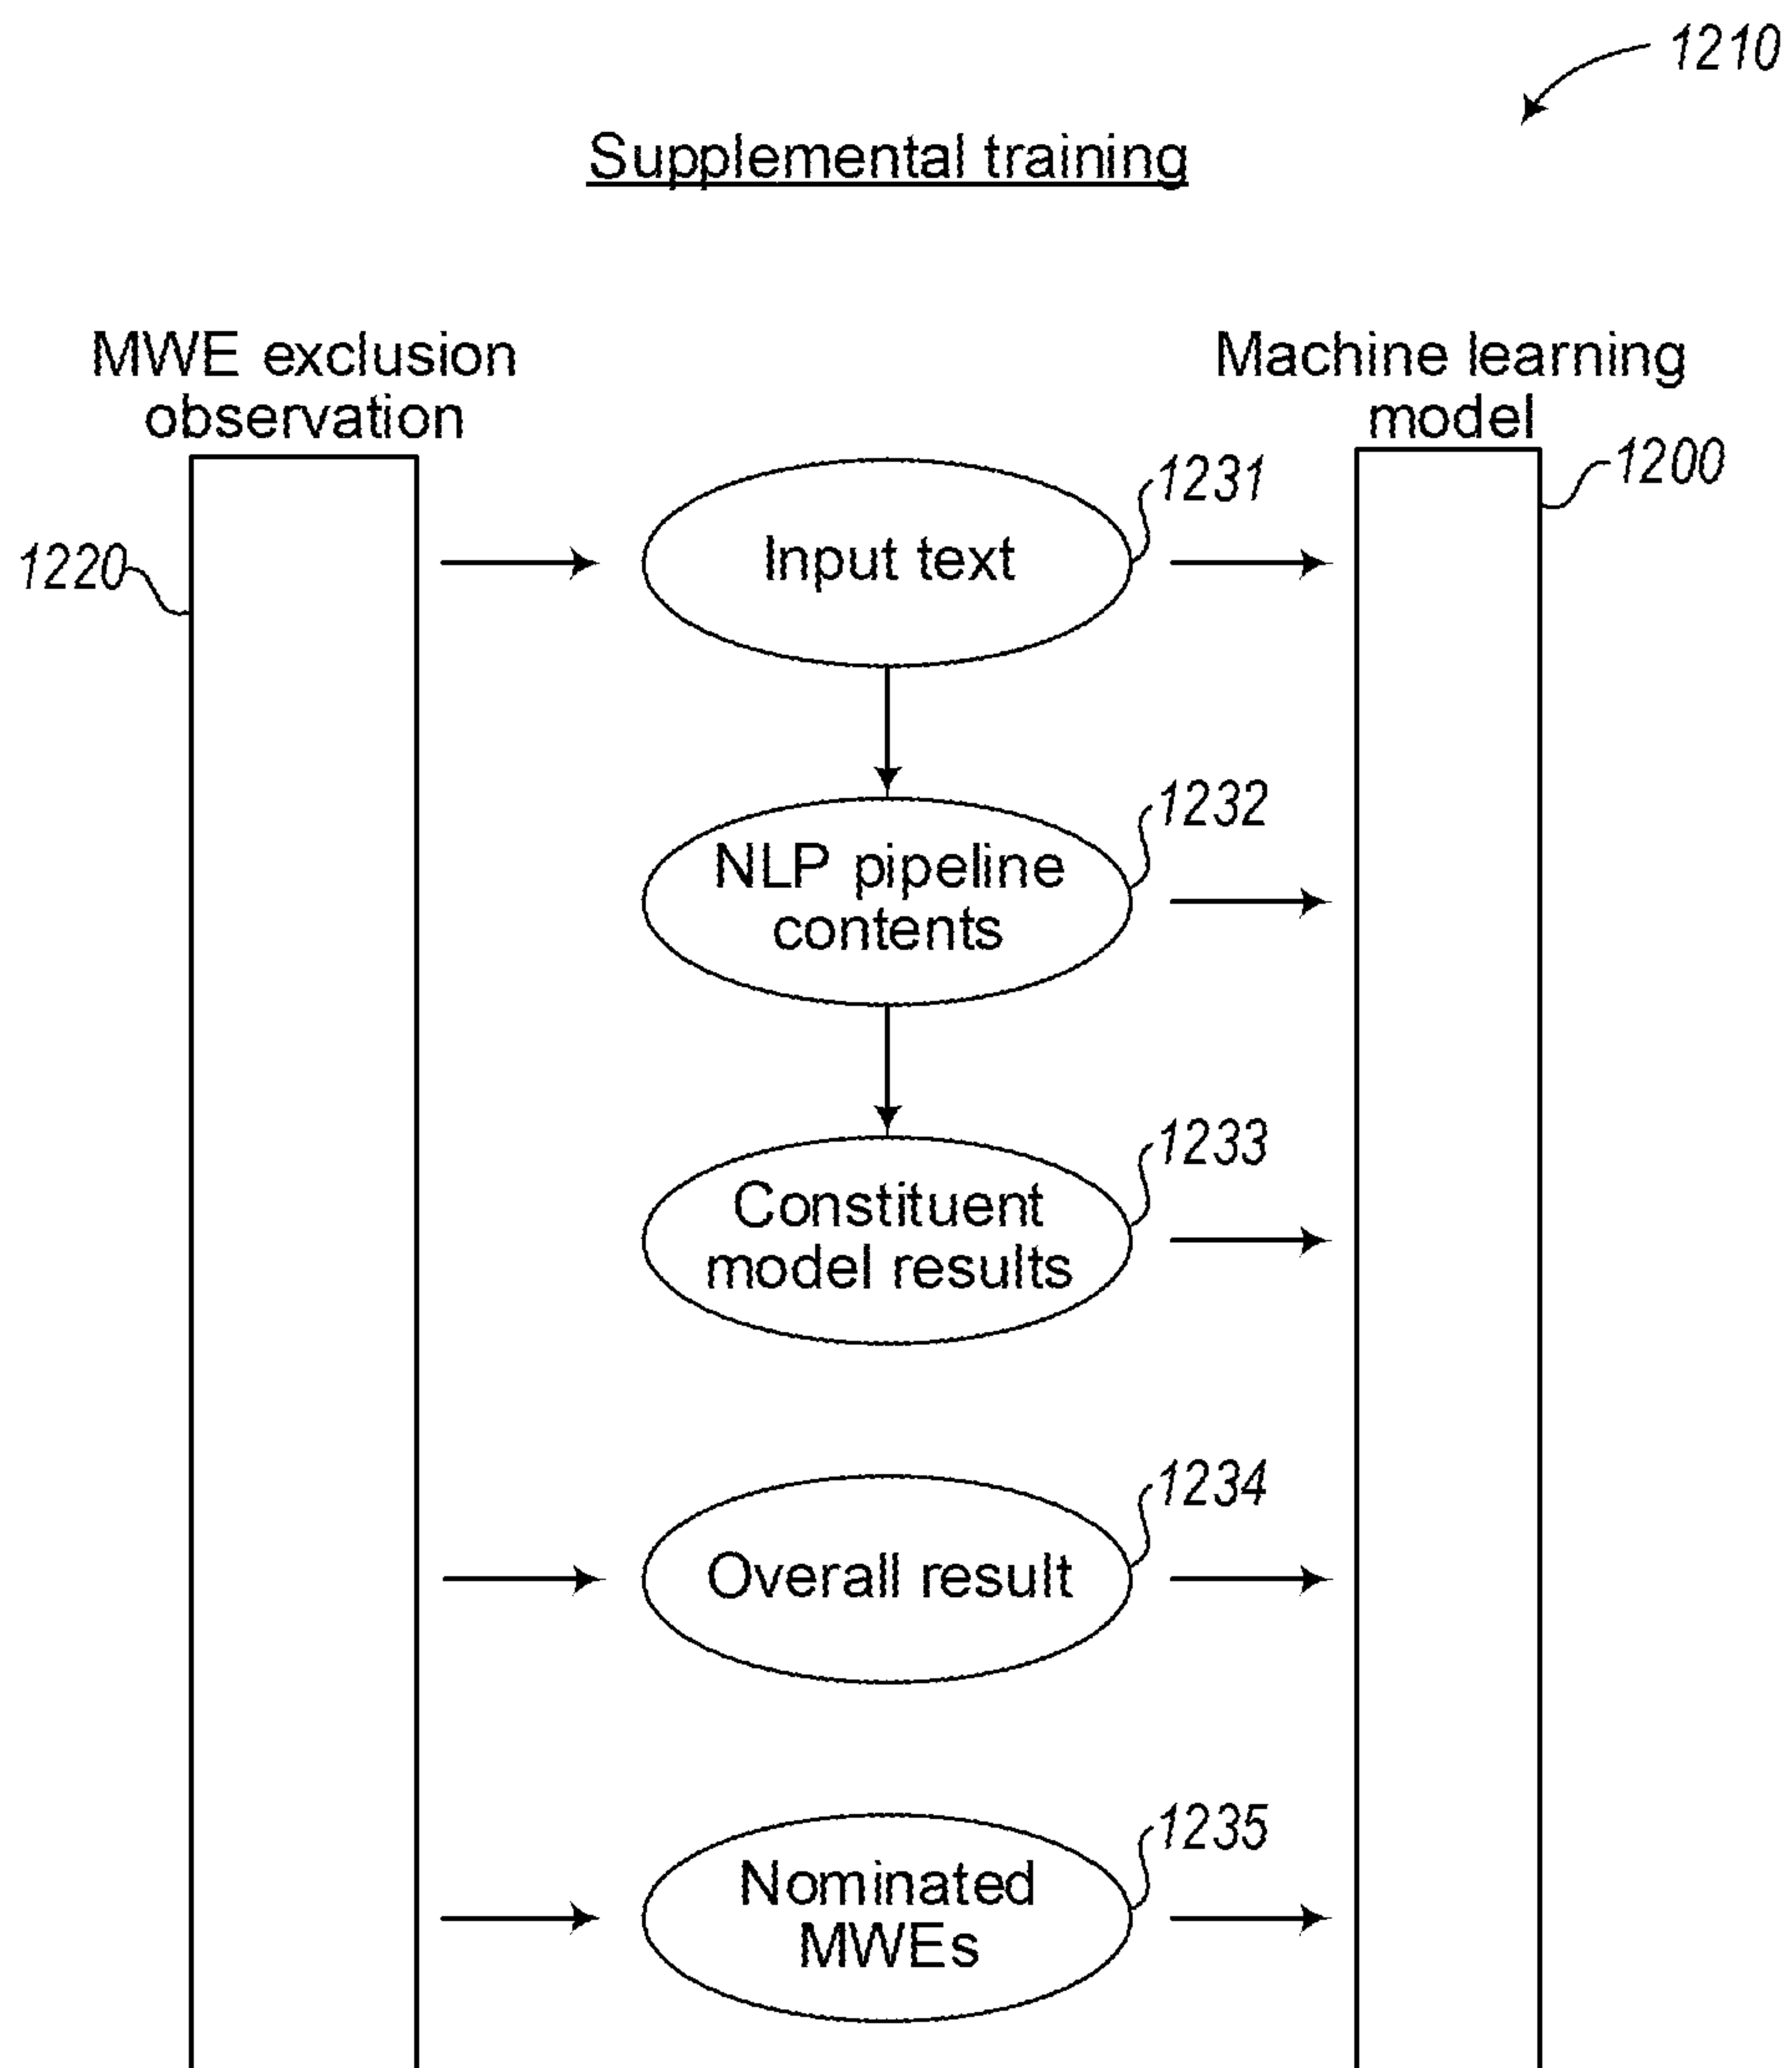 1210
Supplemental training
MWE exclusion
observation
Machine learning
model
1200
1220
1231
Input text
1232
NLP pipeline
contents
1233
Constituent
model results
1234
Overall result
1235
Nominated
MWEs